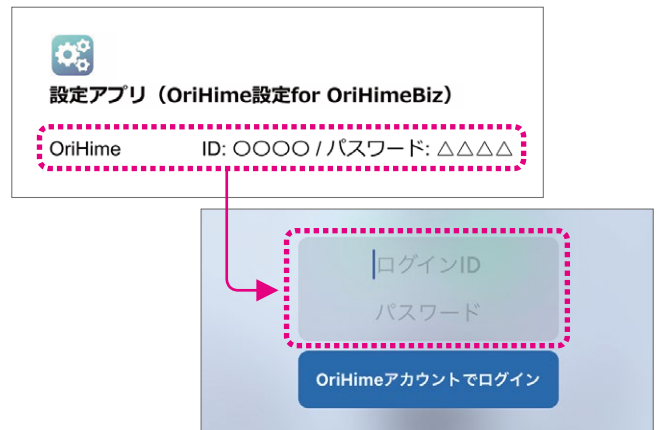 設定アプリ（OriHime設定for OriHimeBiz）
OriHime ID: 〇〇〇〇 / パスワード: △△△△
ログインID
パスワード
OriHimeアカウントでログイン